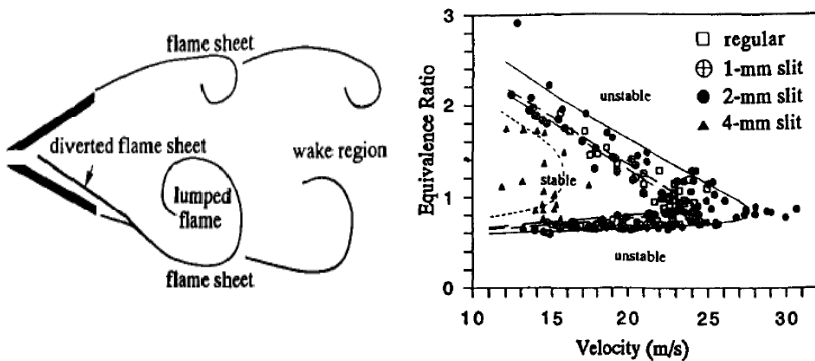 flame sheet
diverted flame sheet
wake region
lumped
flame
flame sheet
Equivalence Ratio
3
2
1
0
10
15
20
25
30
Velocity (m/s)
regular
1-mm slit
2-mm slit
4-mm slit
unstable
stable
unstable